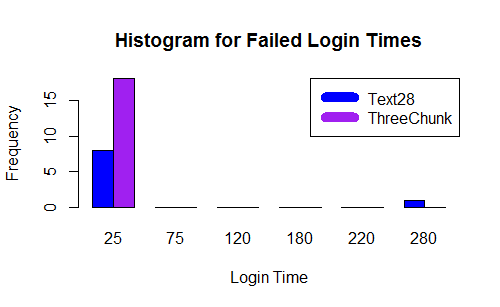 Histogram for Failed Login Times
Text28
ThreeChunk
Frequency
15
10
5
0
25 75 120 180 220 280
Login Time